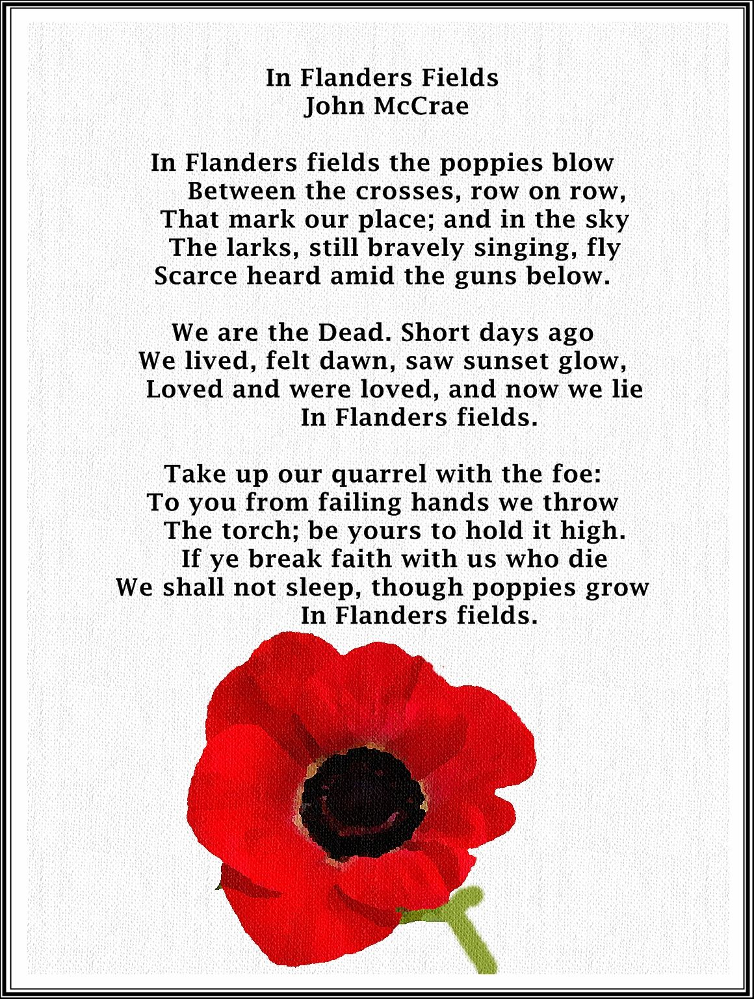 In Flanders Fields
John McCrae

In Flanders fields the poppies blow
Between the crosses, row on row,
That mark our place; and in the sky
The larks, still bravely singing, fly
Scarce heard amid the guns below.

We are the Dead. Short days ago
We lived, felt dawn, saw sunset glow,
Loved and were loved, and now we lie
In Flanders fields.

Take up our quarrel with the foe:
To you from failing hands we throw
The torch; be yours to hold it high.
If ye break faith with us who die
We shall not sleep, though poppies grow
In Flanders fields.